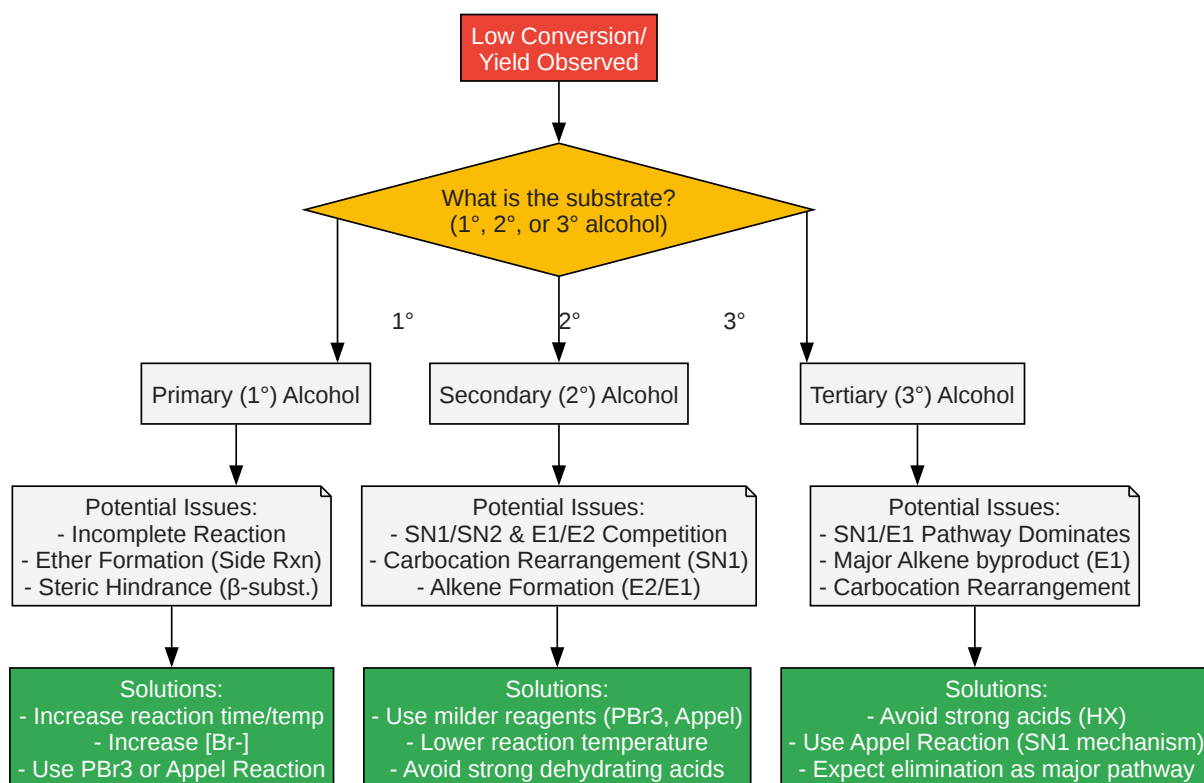 Low Conversion/
Yield Observed
What is the substrate?
(1°, 2°, or 3° alcohol)
1°
2°
3°
Primary (1°) Alcohol
Secondary (2°) Alcohol
Tertiary (3°) Alcohol
Potential Issues:
- Incomplete Reaction
- Ether Formation (Side Rxn)
- Steric Hindrance (β-subst.)
Potential Issues:
- SN1/SN2 & E1/E2 Competition
- Carbocation Rearrangement (SN1)
- Alkene Formation (E2/E1)
Potential Issues:
- SN1/E1 Pathway Dominates
- Major Alkene byproduct (E1)
- Carbocation Rearrangement
Solutions:
- Increase reaction time/temp
- Increase [Br-]
- Use PBr3 or Appel Reaction
Solutions:
- Use milder reagents (PBr3, Appel)
- Lower reaction temperature
- Avoid strong dehydrating acids
Solutions:
- Avoid strong acids (HX)
- Use Appel Reaction (SN1 mechanism)
- Expect elimination as major pathway